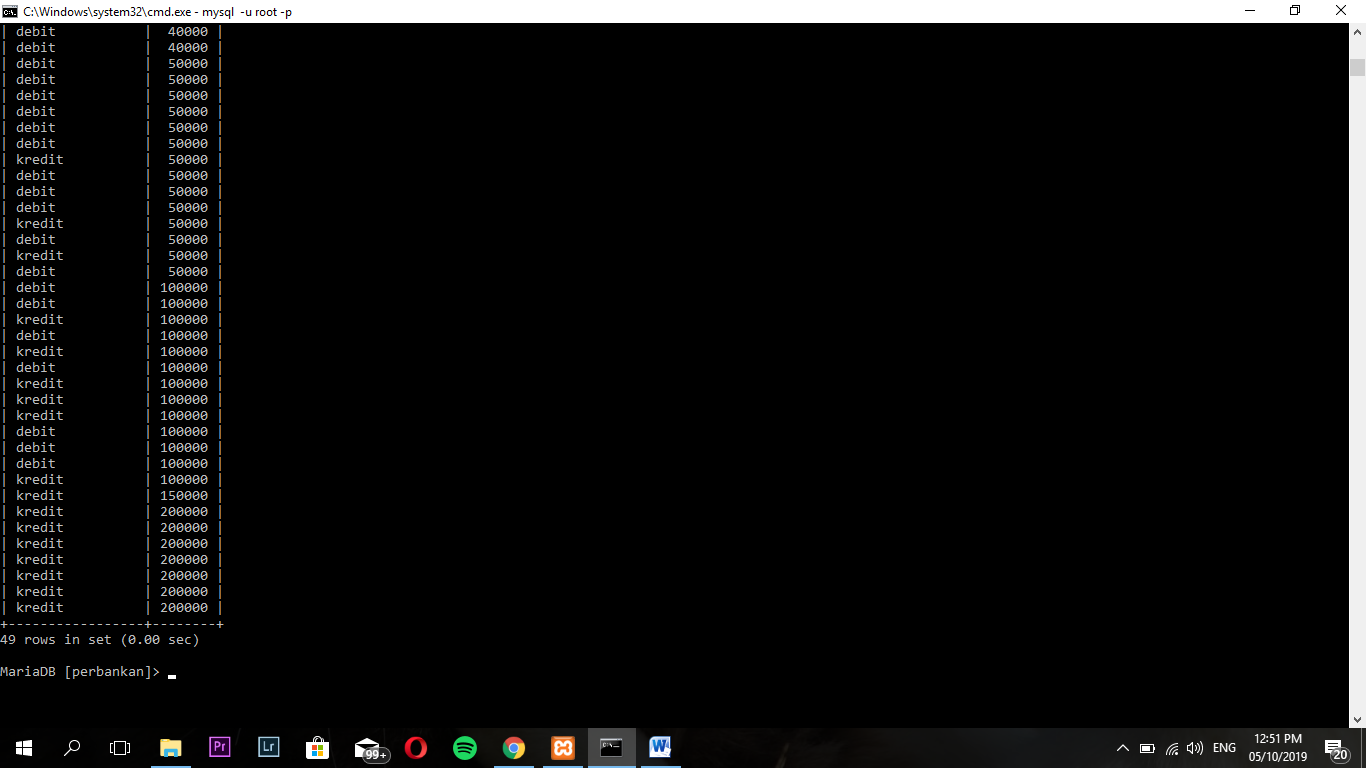 C:\Windows\system32\cmd.exe - mysql -u root -p
| debit           |  40000 |
| debit           |  40000 |
| debit           |  50000 |
| debit           |  50000 |
| debit           |  50000 |
| debit           |  50000 |
| debit           |  50000 |
| debit           |  50000 |
| kredit          |  50000 |
| debit           |  50000 |
| debit           |  50000 |
| debit           |  50000 |
| kredit          |  50000 |
| debit           |  50000 |
| kredit          |  50000 |
| debit           |  50000 |
| debit           | 100000 |
| debit           | 100000 |
| kredit          | 100000 |
| debit           | 100000 |
| kredit          | 100000 |
| debit           | 100000 |
| kredit          | 100000 |
| kredit          | 100000 |
| kredit          | 100000 |
| debit           | 100000 |
| debit           | 100000 |
| debit           | 100000 |
| kredit          | 100000 |
| kredit          | 150000 |
| kredit          | 200000 |
| kredit          | 200000 |
| kredit          | 200000 |
| kredit          | 200000 |
| kredit          | 200000 |
| kredit          | 200000 |
| kredit          | 200000 |
+-----------------+--------+
49 rows in set (0.00 sec)
MariaDB [perbankan]>
Pr
Lr
99+
W
ENG
12:51 PM
05/10/2019
20